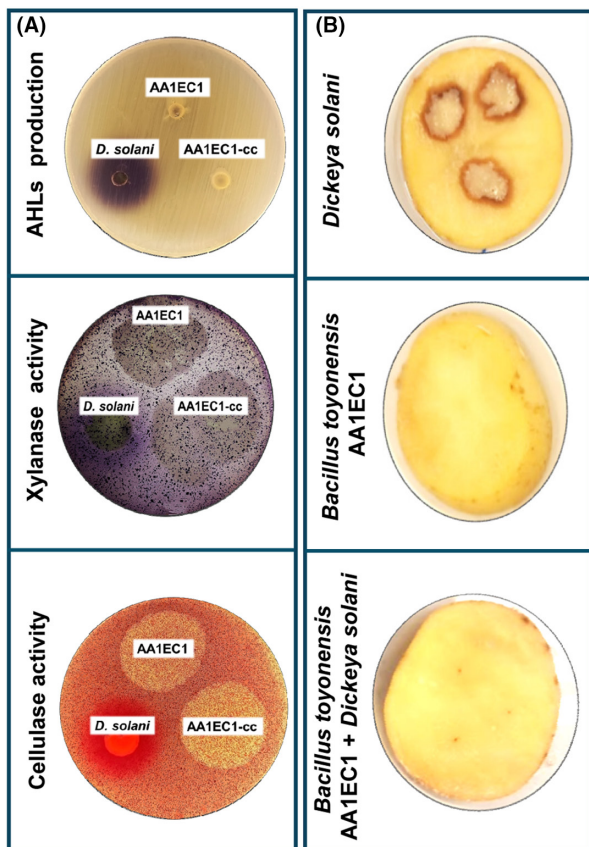 (A)
AHLs production
AA1EC1
D. solani
AA1EC1-cc
Xylanase activity
AA1EC1
D. solani
AA1EC1-cc
Cellulase activity
AA1EC1
D. solani
AA1EC1-cc
(B)
Dickeya solani
Bacillus toyonensis
AA1EC1
Bacillus toyonensis
AA1EC1 + Dickeya solani